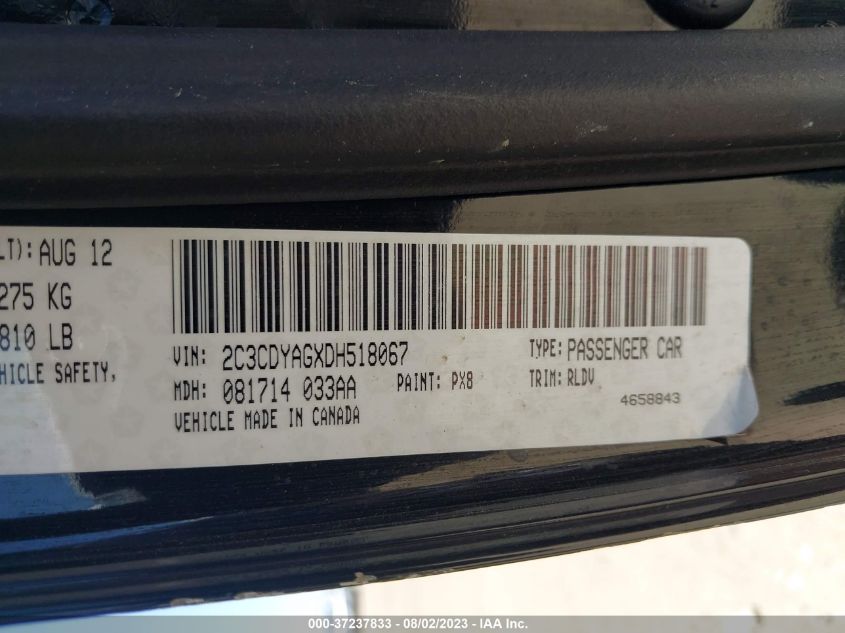 LT): AUG 12
275 KG
810 LB
HICLE SAFETY,
VIN: 2C3CDYAGXDH518067
TYPE: PASSENGER CAR
MDH: 081714 033AA
PAINT: PX8
TRIM: RLDV
VEHICLE MADE IN CANADA
4658843
000-37237833 - 08/02/2023 - IAA Inc.